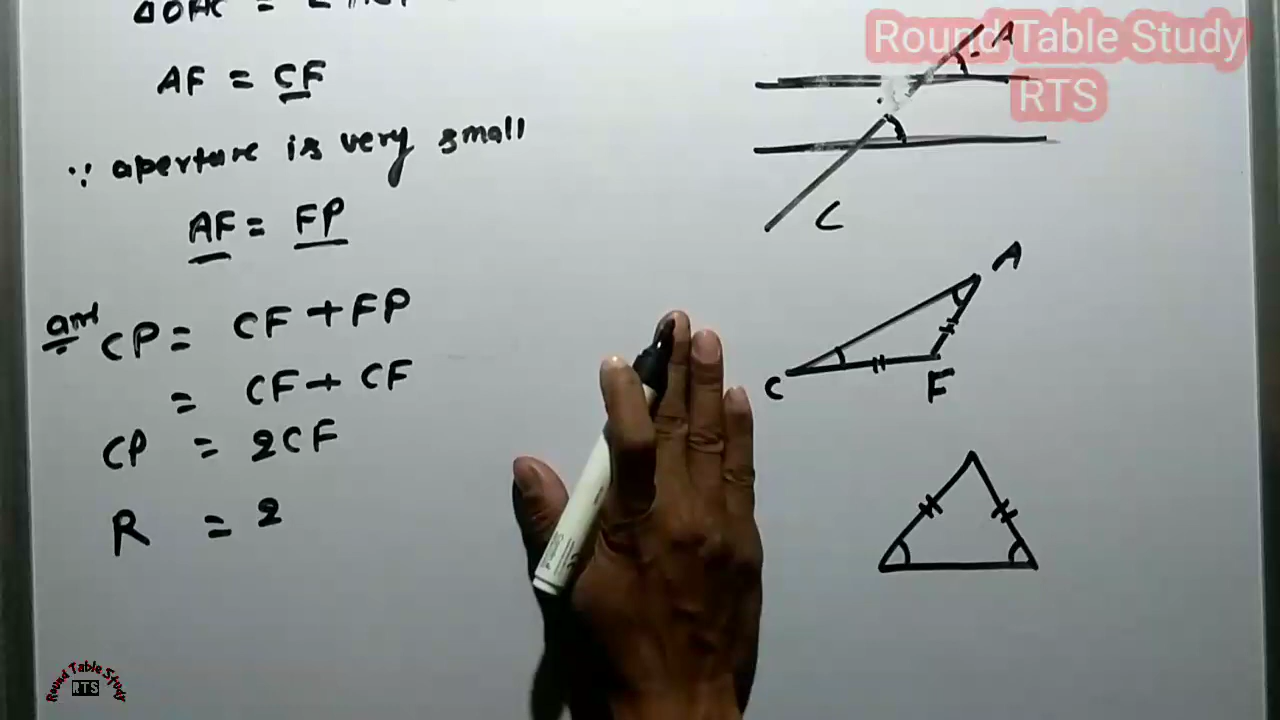 AF = CF
∵ aperture is very small
AF = FP
and CP = CF + FP
= CF + CF
CP = 2CF
R = 2
Round Table Study
RTS
A
C
A
C
F
Round Table Study
RTS